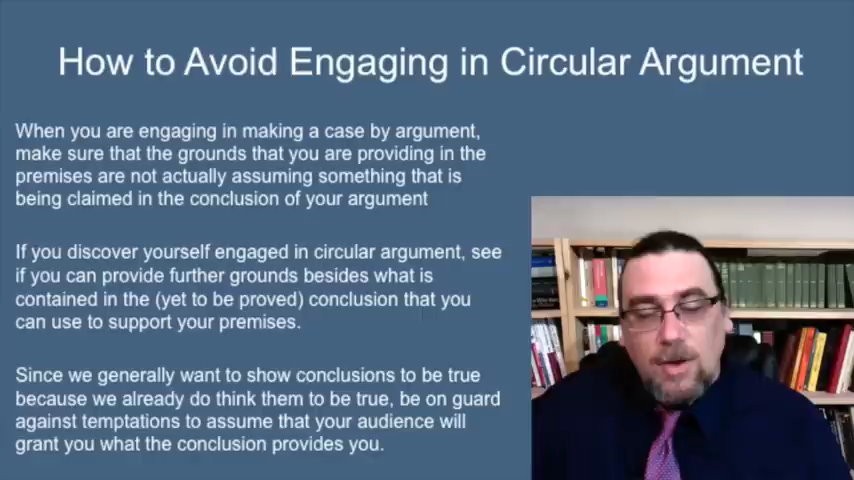 How to Avoid Engaging in Circular Argument
When you are engaging in making a case by argument,
make sure that the grounds that you are providing in the
premises are not actually assuming something that is
being claimed in the conclusion of your argument
If you discover yourself engaged in circular argument, see
if you can provide further grounds besides what is
contained in the (yet to be proved) conclusion that you
can use to support your premises.
Since we generally want to show conclusions to be true
because we already do think them to be true, be on guard
against temptations to assume that your audience will
grant you what the conclusion provides you.